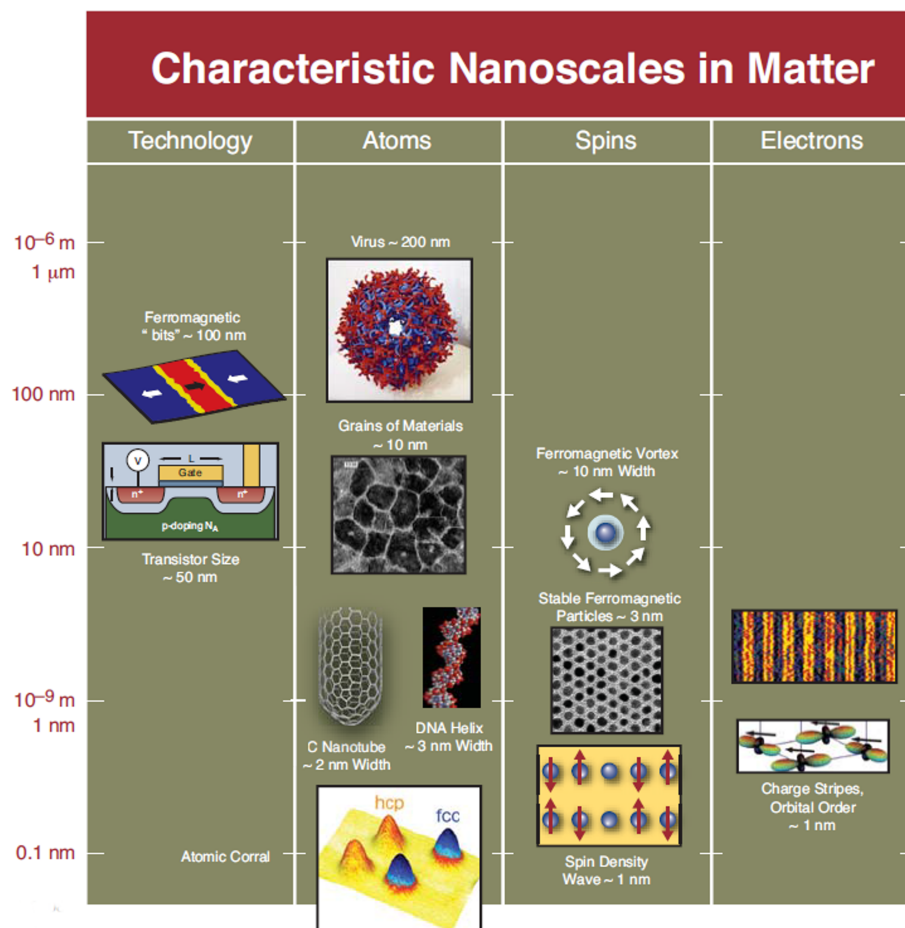 Characteristic Nanoscales in Matter
Technology
Atoms
Spins
Electrons
10⁻⁶ m
1 μm
100 nm
10 nm
10⁻⁹ m
1 nm
0.1 nm
Ferromagnetic
“ bits” ~ 100 nm
V
L
Gate
n⁺
n⁺
p-doping N_A
Transistor Size
~ 50 nm
Atomic Corral
Virus ~ 200 nm
Grains of Materials
~ 10 nm
C Nanotube
~ 2 nm Width
DNA Helix
~ 3 nm Width
hcp
fcc
Ferromagnetic Vortex
~ 10 nm Width
Stable Ferromagnetic
Particles ~ 3 nm
Spin Density
Wave ~ 1 nm
Charge Stripes,
Orbital Order
~ 1 nm